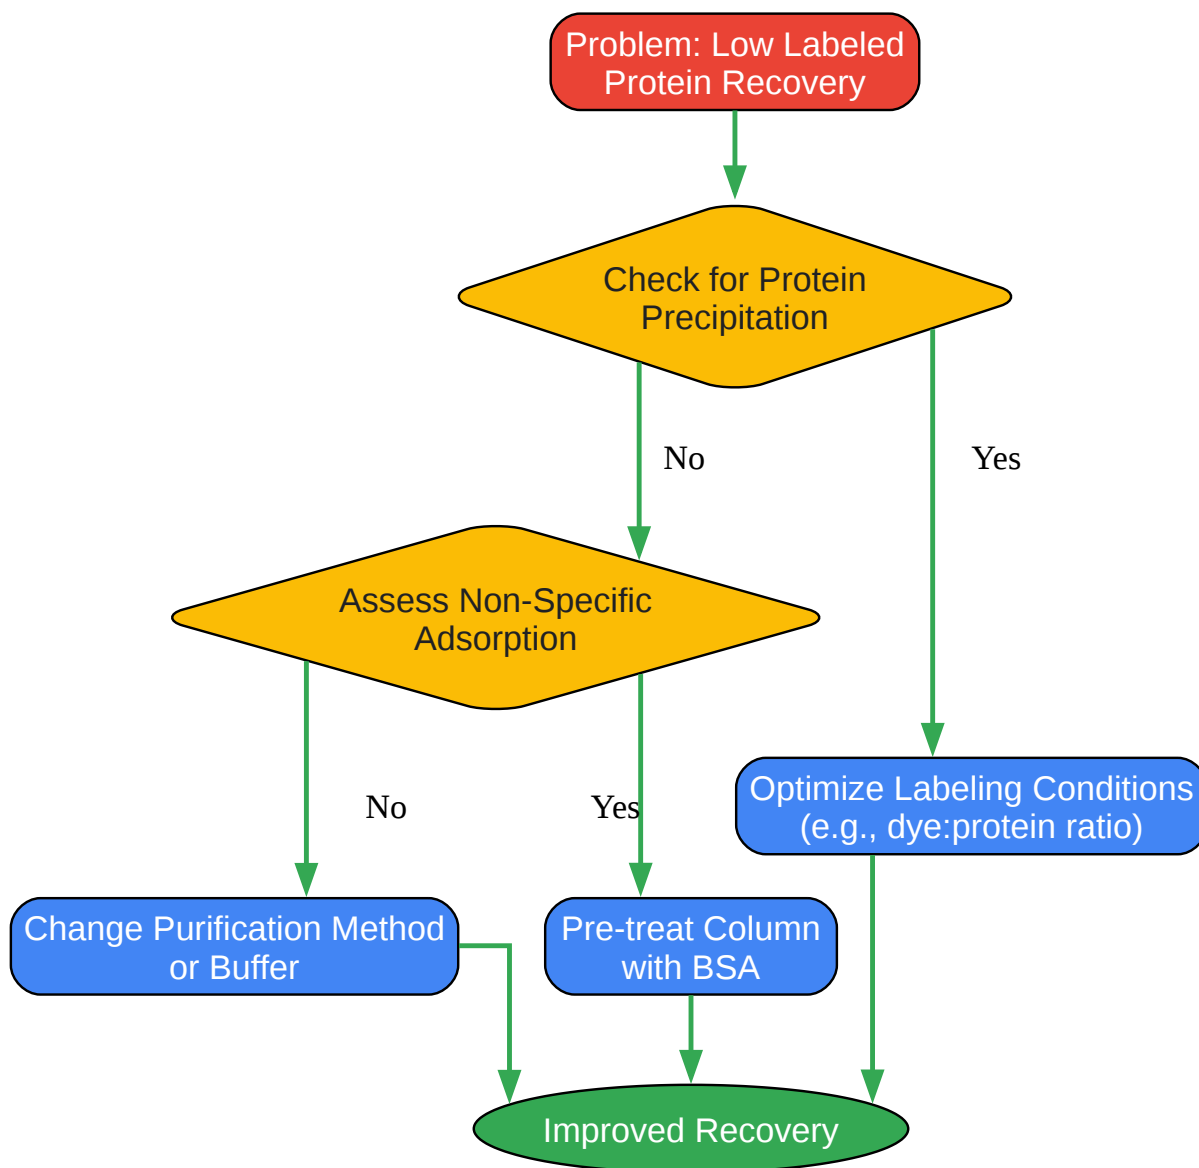 Problem: Low Labeled
Protein Recovery
Check for Protein
Precipitation
No
Yes
Assess Non-Specific
Adsorption
No
Yes
Optimize Labeling Conditions
(e.g., dye:protein ratio)
Change Purification Method
or Buffer
Pre-treat Column
with BSA
Improved Recovery